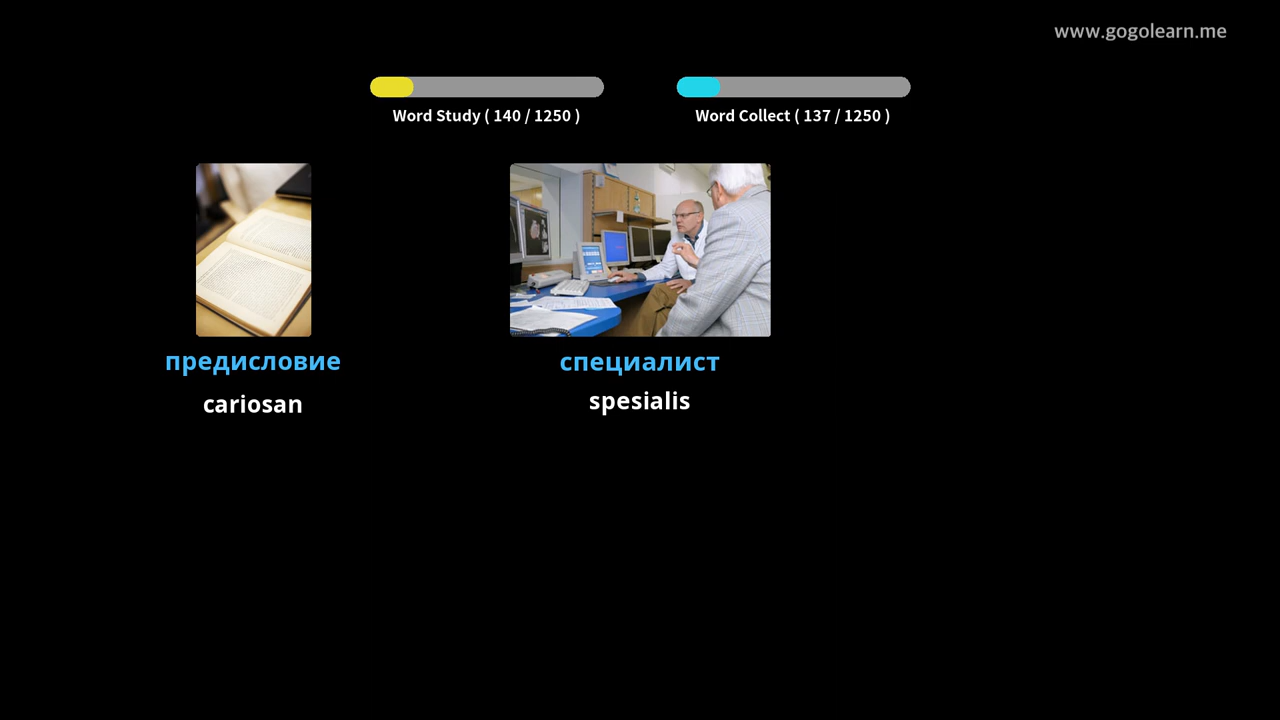 www.gogolearn.me
Word Study ( 140 / 1250 )
Word Collect ( 137 / 1250 )
предисловие
cariosan
специалист
spesialis